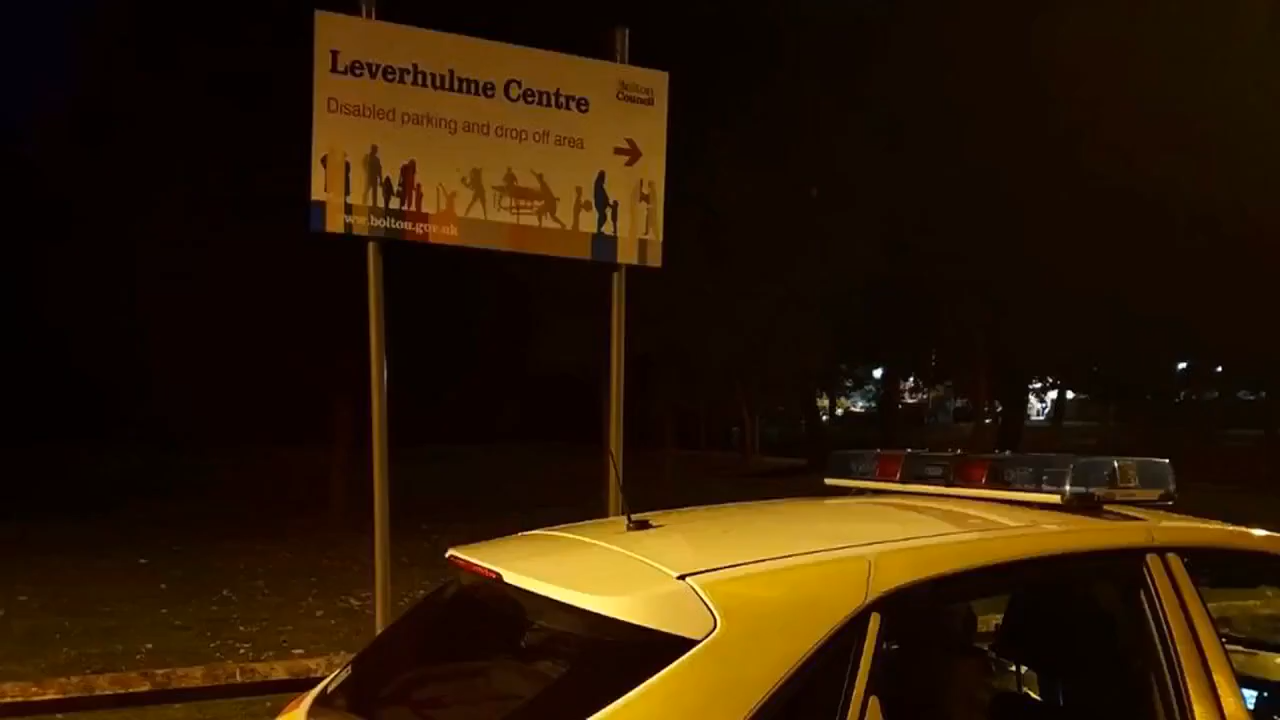 Leverhulme Centre
Bolton
Council
Disabled parking and drop off area
www.bolton.gov.uk